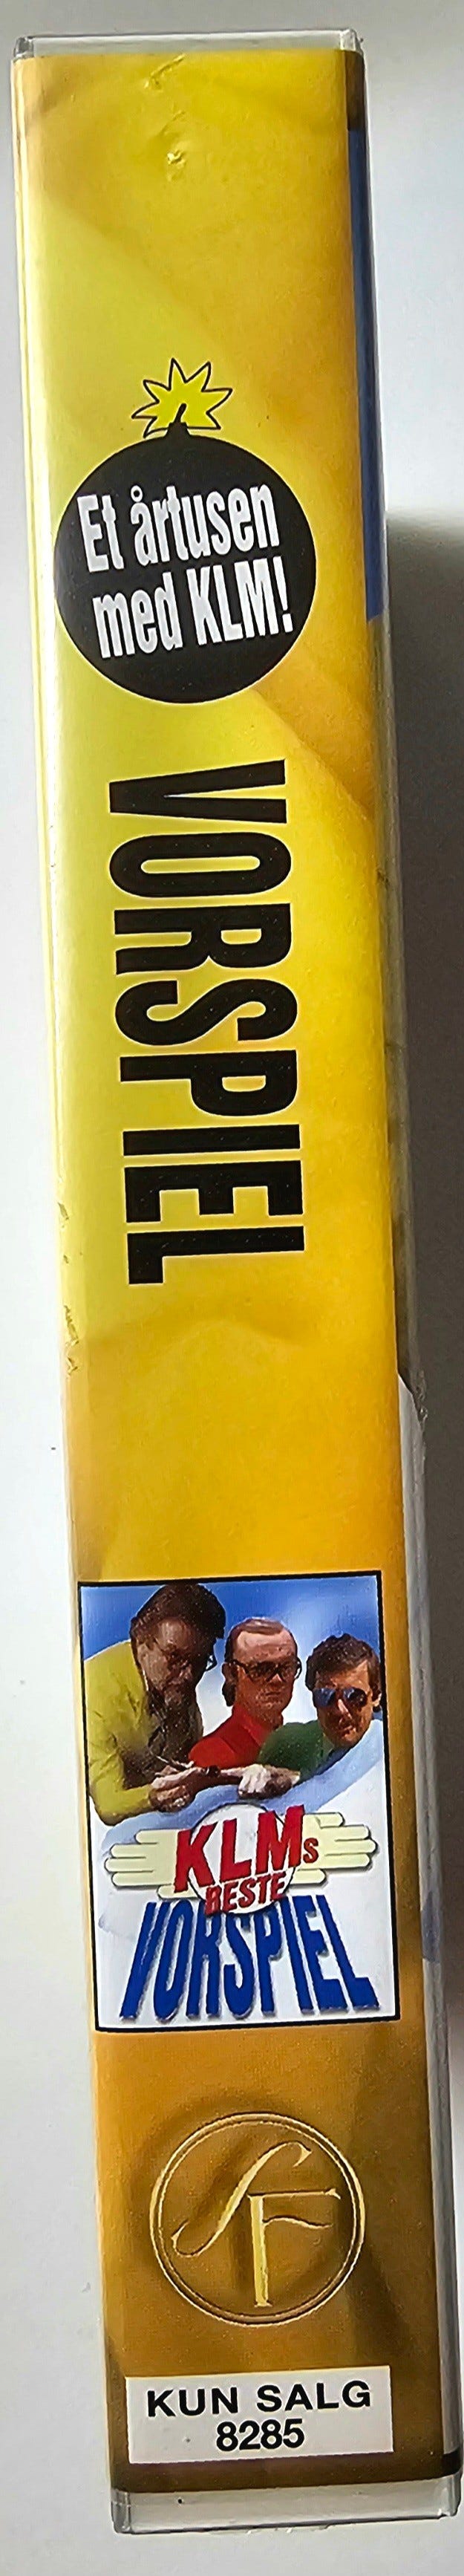 Et årtusen
med KLM!
VORSPIEL
KLMs
BESTE
VORSPIEL
SF
KUN SALG
8285